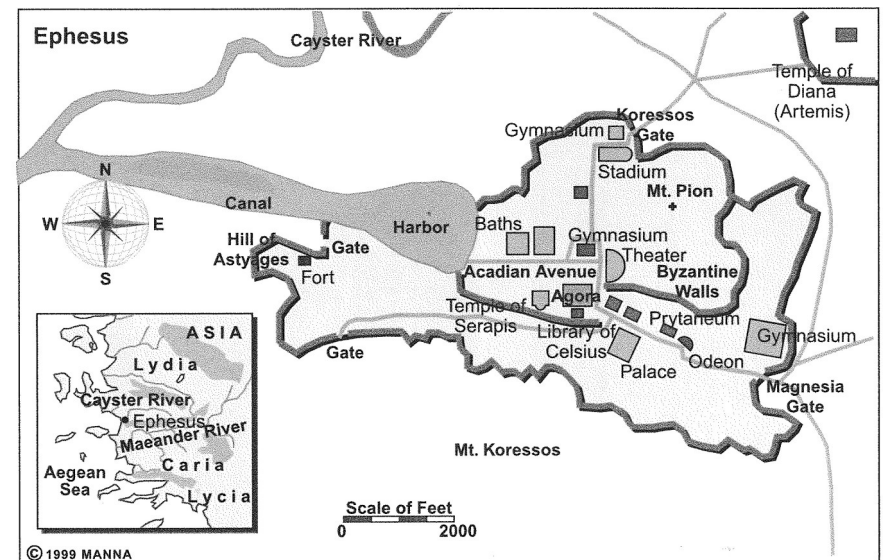 Ephesus
Cayster River
Temple of
Diana
(Artemis)
Koressos
Gate
Gymnasium
Stadium
Mt. Pion
N
W
E
S
Canal
Harbor
Baths
Gymnasium
Hill of
Astyages
Gate
Fort
Theater
Acadian Avenue
Byzantine
Walls
Agora
Temple of
Serapis
Prytaneum
Library of
Celsius
Gymnasium
Gate
Palace
Odeon
Magnesia
Gate
ASIA
Lydia
Cayster River
Ephesus
Maeander River
Caria
Aegean
Sea
Lycia
Mt. Koressos
Scale of Feet
0 2000
© 1999 MANNA